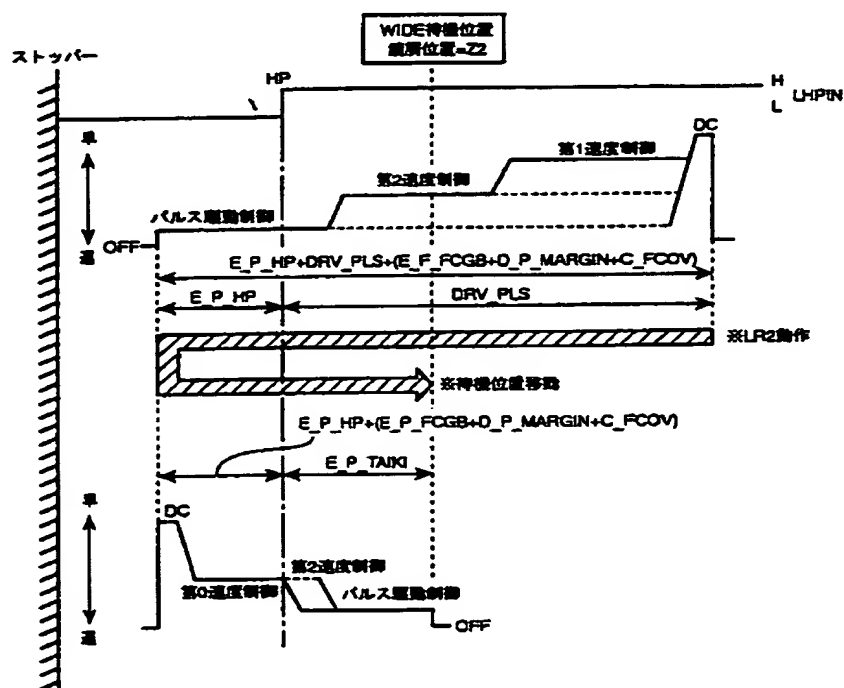 WIDE待機位置
鏡胴位置=Z2
ストッパー
HP
H
L
LHPIN
DC
早
第1速度制御
第2速度制御
パルス駆動制御
OFF
遅
E_P_HP+DRV_PLS+(E_F_FCGB+D_P_MARGIN+C_FCOV)
E_P_HP
DRV_PLS
※LR2動作
※待機位置移動
E_P_HP+(E_P_FCGB+D_P_MARGIN+C_FCOV)
E_P_TAIKI
早
DC
第2速度制御
第0速度制御
パルス駆動制御
遅
OFF